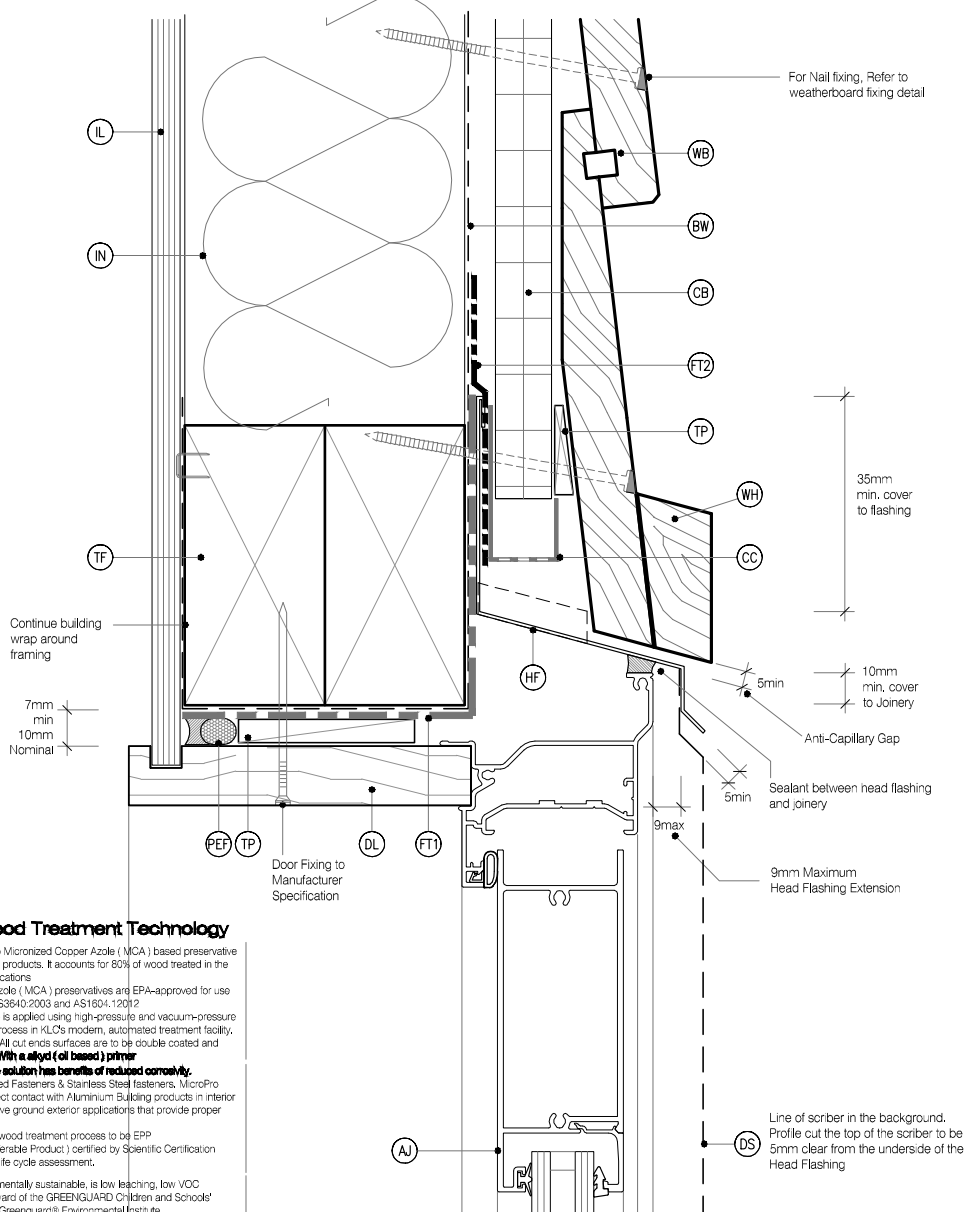 For Nail fixing, Refer to
weatherboard fixing detail
IL
WB
BW
IN
CB
FT2
TP
WH
35mm
min. cover
to flashing
TF
CC
Continue building
wrap around
framing
HF
5min
10mm
min. cover
to Joinery
7mm
min
10mm
Nominal
Anti-Capillary Gap
5min
Sealant between head flashing
and joinery
9max
PEF
TP
DL
FT1
Door Fixing to
Manufacturer
Specification
9mm Maximum
Head Flashing Extension
ood Treatment Technology
Micronized Copper Azole ( MCA ) based preservative
products. It accounts for 80% of wood treated in the
cations
zole ( MCA ) preservatives are EPA-approved for use
S3640:2003 and AS1604.12012
is applied using high-pressure and vacuum-pressure
rocess in KLC's modern, automated treatment facility.
All cut ends surfaces are to be double coated and
With a alkyd ( oil based ) primer
solution has benefits of reduced corrosivity.
ed Fasteners & Stainless Steel fasteners. MicroPro
ect contact with Aluminium Building products in interior
ve ground exterior applications that provide proper
wood treatment process to be EPP
erable Product ) certified by Scientific Certification
ife cycle assessment.
mentally sustainable, is low leaching, low VOC
ard of the GREENGUARD Children and Schools'
Greenguard® Environmental Institute
AJ
DS
Line of scriber in the background.
Profile cut the top of the scriber to be
5mm clear from the underside of the
Head Flashing